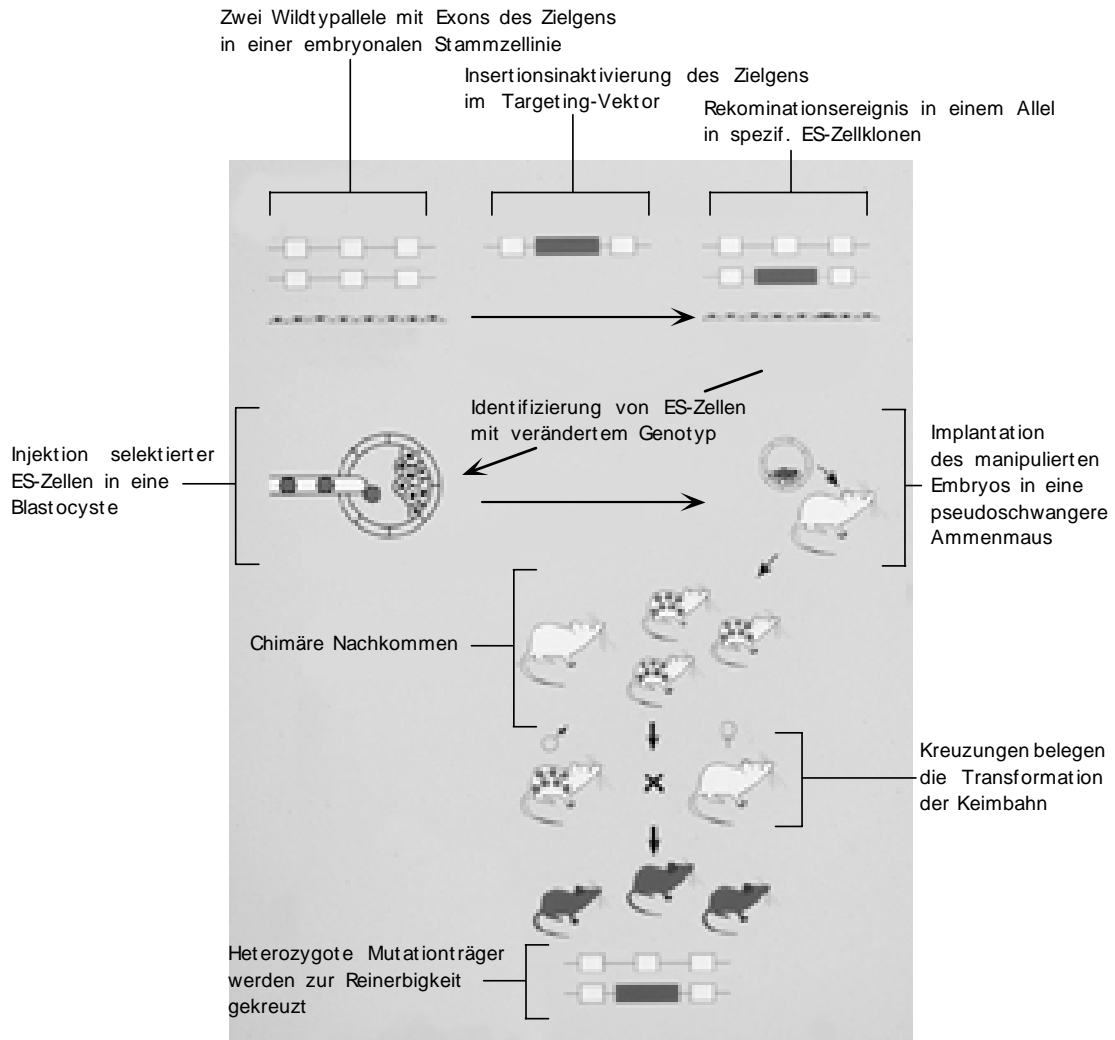 Zwei Wildtypallele mit Exons des Zielgens
in einer embryonalen Stammzellinie
Insertionsinaktivierung des Zielgens
im Targeting-Vektor
Rekominationsereignis in einem Allel
in spezif. ES-Zellklonen
Identifizierung von ES-Zellen
mit verändertem Genotyp
Injektion selektierter
ES-Zellen in eine
Blastocyste
Implantation
des manipulierten
Embryos in eine
pseudoschwangere
Ammenmaus
Chimäre Nachkommen
Kreuzungen belegen
die Transformation
der Keimbahn
Heterozygote Mutationträger
werden zur Reinerbigkeit
gekreuzt